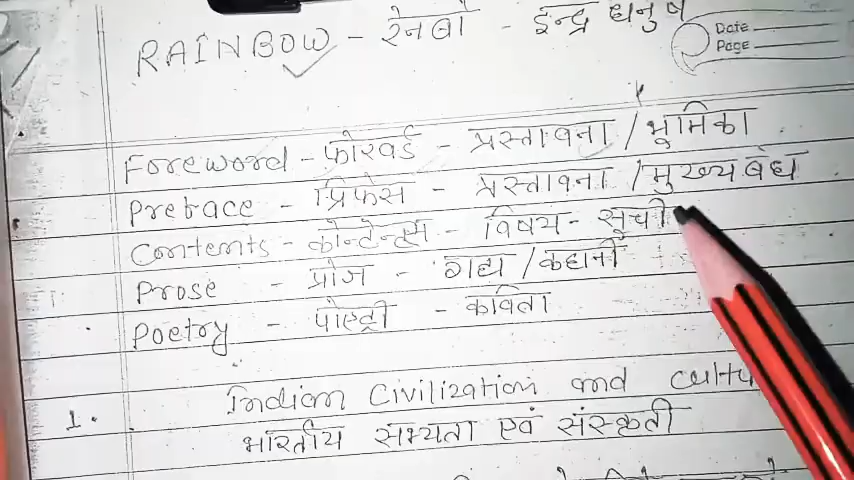 RAINBOW - रेनबो - इन्द्र धनुष
Date
Page
Foreword - फोरवर्ड - प्रस्तावना / भूमिका
Preface - प्रिफेस - प्रस्तावना / मुख्यबंध
Contents - कोन्टेन्ट्स - विषय - सूची
Prose - प्रोज - गद्य / कहानी
Poetry - पोएट्री - कविता
1. Indian Civilization and Cultu
भारतीय सभ्यता एवं संस्कृती